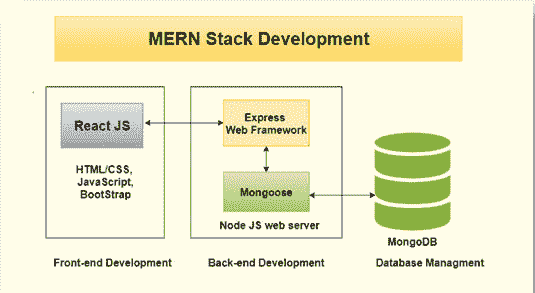 MERN Stack Development
React JS
HTML/CSS,
JavaScript,
BootStrap
Express
Web Framework
Mongoose
Node JS web server
MongoDB
Front-end Development
Back-end Development
Database Managment